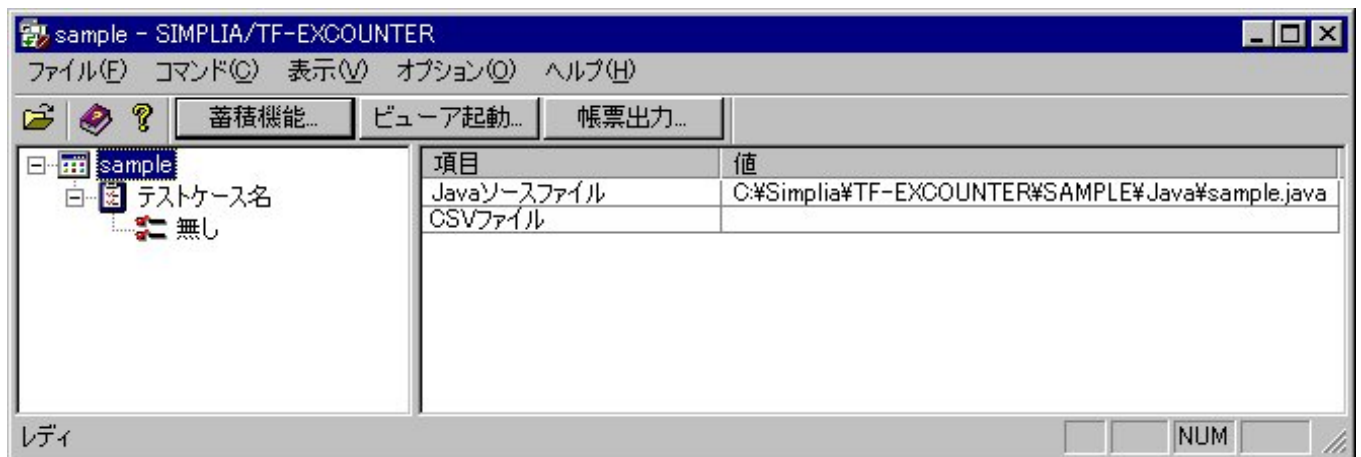 sample - SIMPLIA/TF-EXCOUNTER
ファイル(F) コマンド(C) 表示(V) オプション(O) ヘルプ(H)
蓄積機能... ビューア起動... 帳票出力...
sample
テストケース名
無し
項目 値
Javaソースファイル C:¥Simplia¥TF-EXCOUNTER¥SAMPLE¥Java¥sample.java
CSVファイル
レディ NUM